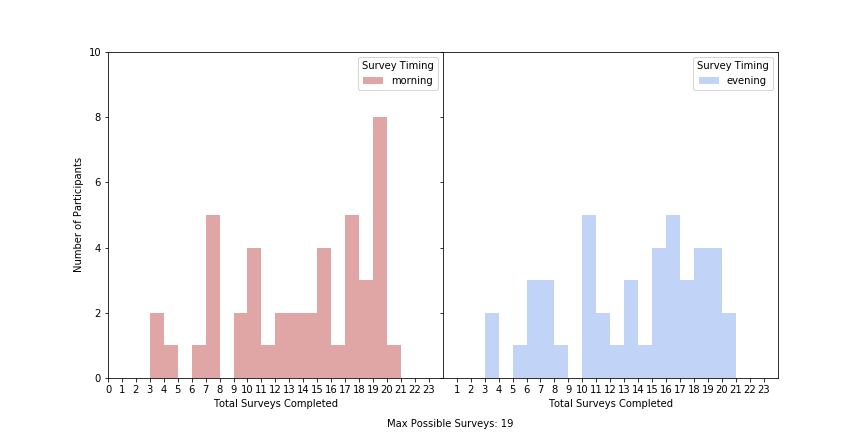 Survey Timing
morning
Survey Timing
evening
Number of Participants
10
8
6
4
2
0
0 1 2 3 4 5 6 7 8 9 10 11 12 13 14 15 16 17 18 19 20 21 22 23
1 2 3 4 5 6 7 8 9 10 11 12 13 14 15 16 17 18 19 20 21 22 23
Total Surveys Completed
Total Surveys Completed
Max Possible Surveys: 19